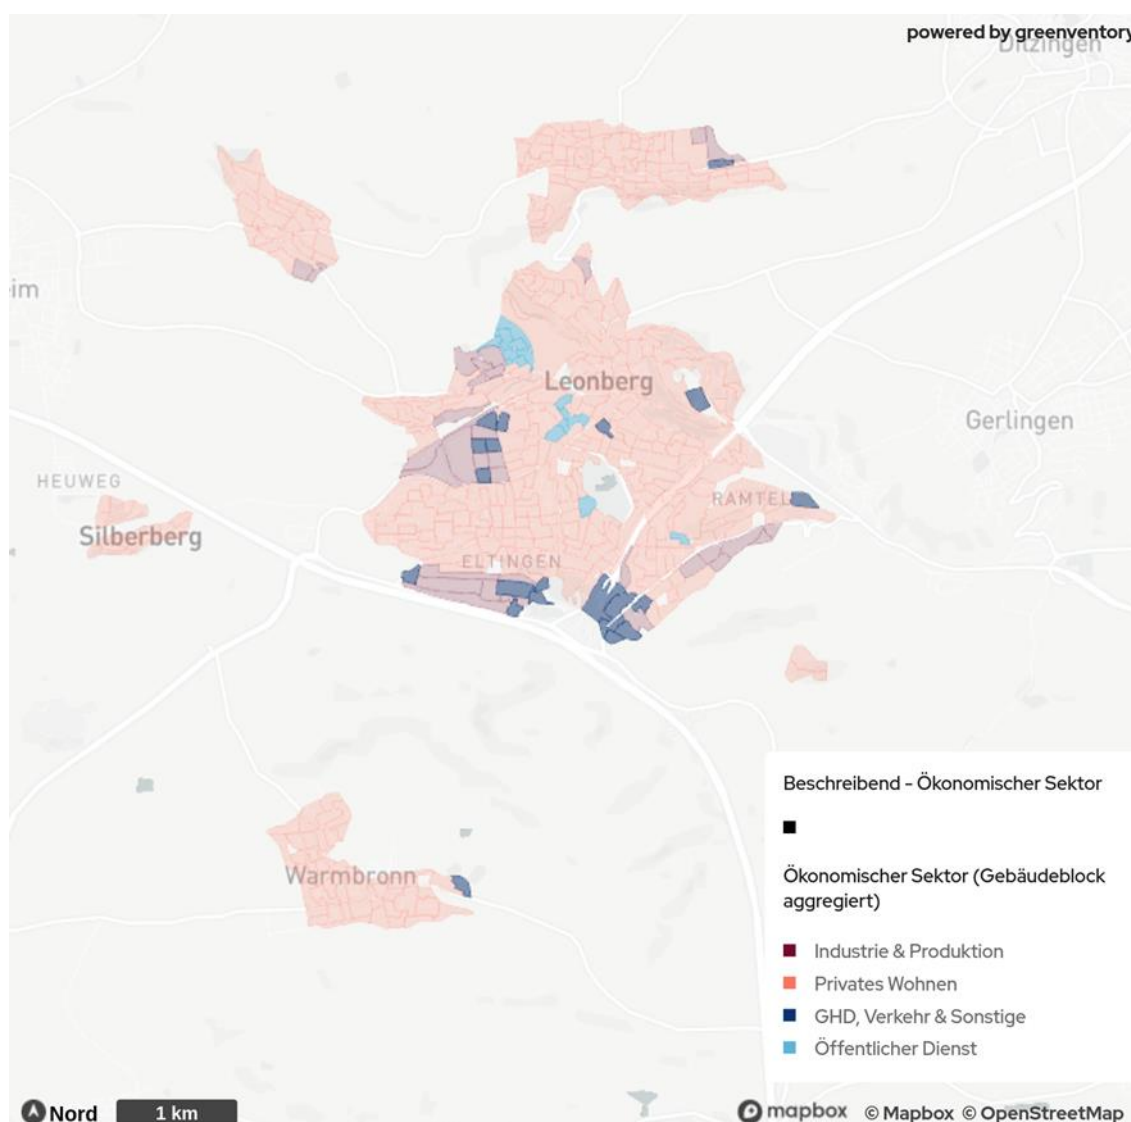 powered by greenventory
Ditzingen
eim
Leonberg
Gerlingen
HEUWEG
RAMTEL
Silberberg
ELTINGEN
Beschreibend - Ökonomischer Sektor
Warmbronn
Ökonomischer Sektor (Gebäudeblock
aggregiert)
Industrie & Produktion
Privates Wohnen
GHD, Verkehr & Sonstige
Öffentlicher Dienst
Nord
1 km
mapbox © Mapbox © OpenStreetMap